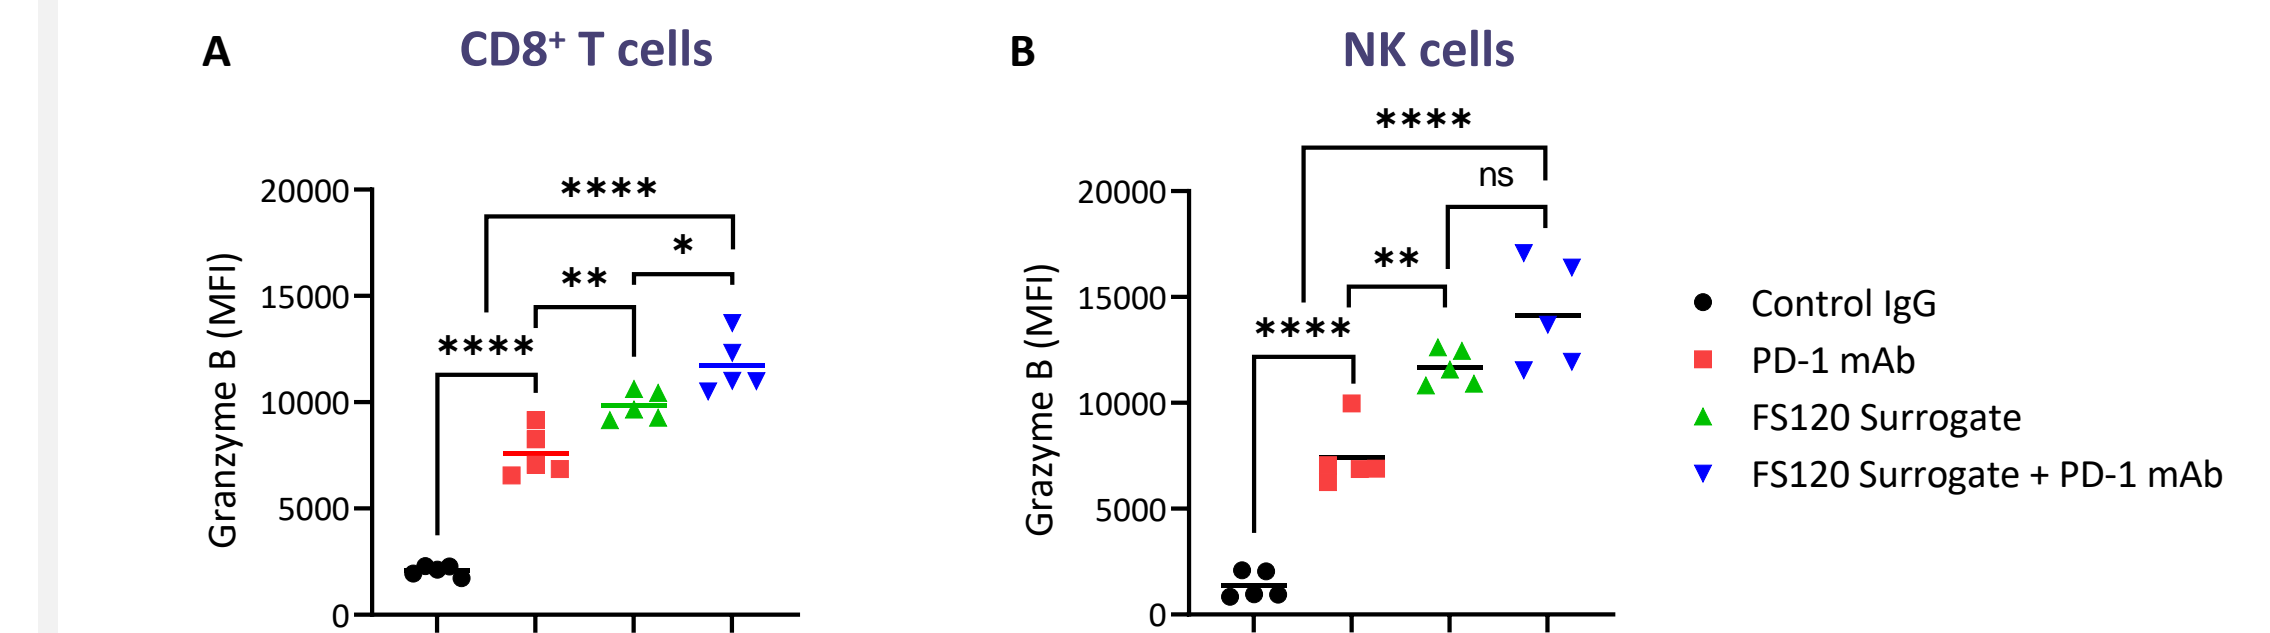 A
CD8⁺ T cells
Granzyme B (MFI)
20000
15000
10000
5000
0
****
*
**
****
B
NK cells
Grazyme B (MFI)
20000
15000
10000
5000
0
****
ns
**
****
Control IgG
PD-1 mAb
FS120 Surrogate
FS120 Surrogate + PD-1 mAb